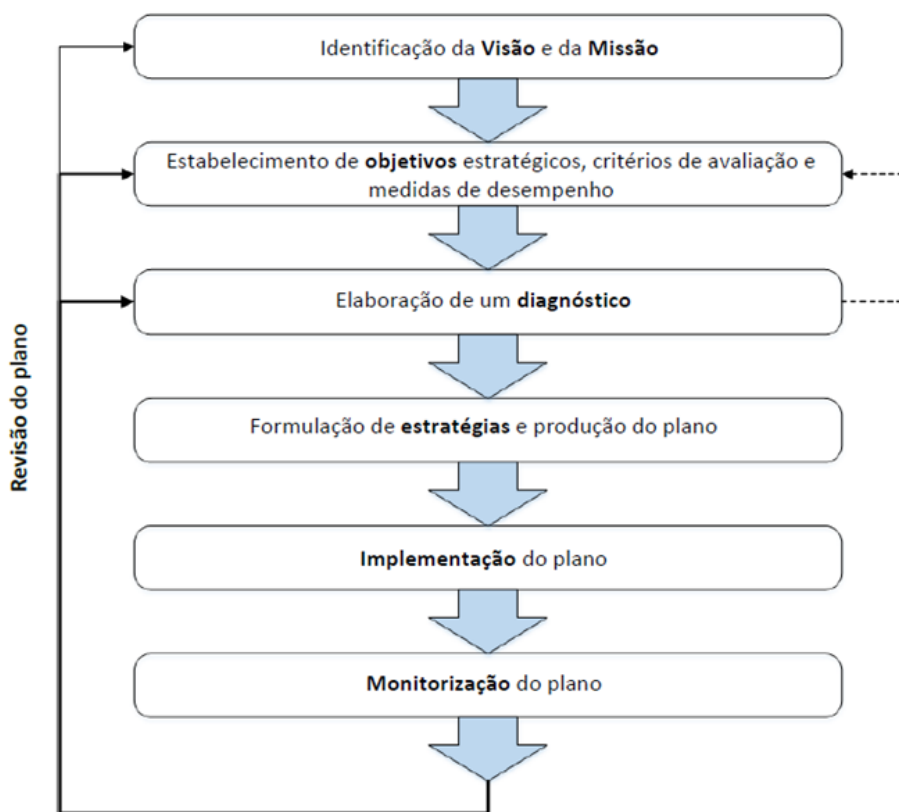 Identificação da Visão e da Missão
Estabelecimento de objetivos estratégicos, critérios de avaliação e
medidas de desempenho
Elaboração de um diagnóstico
Revisão do plano
Formulação de estratégias e produção do plano
Implementação do plano
Monitorização do plano